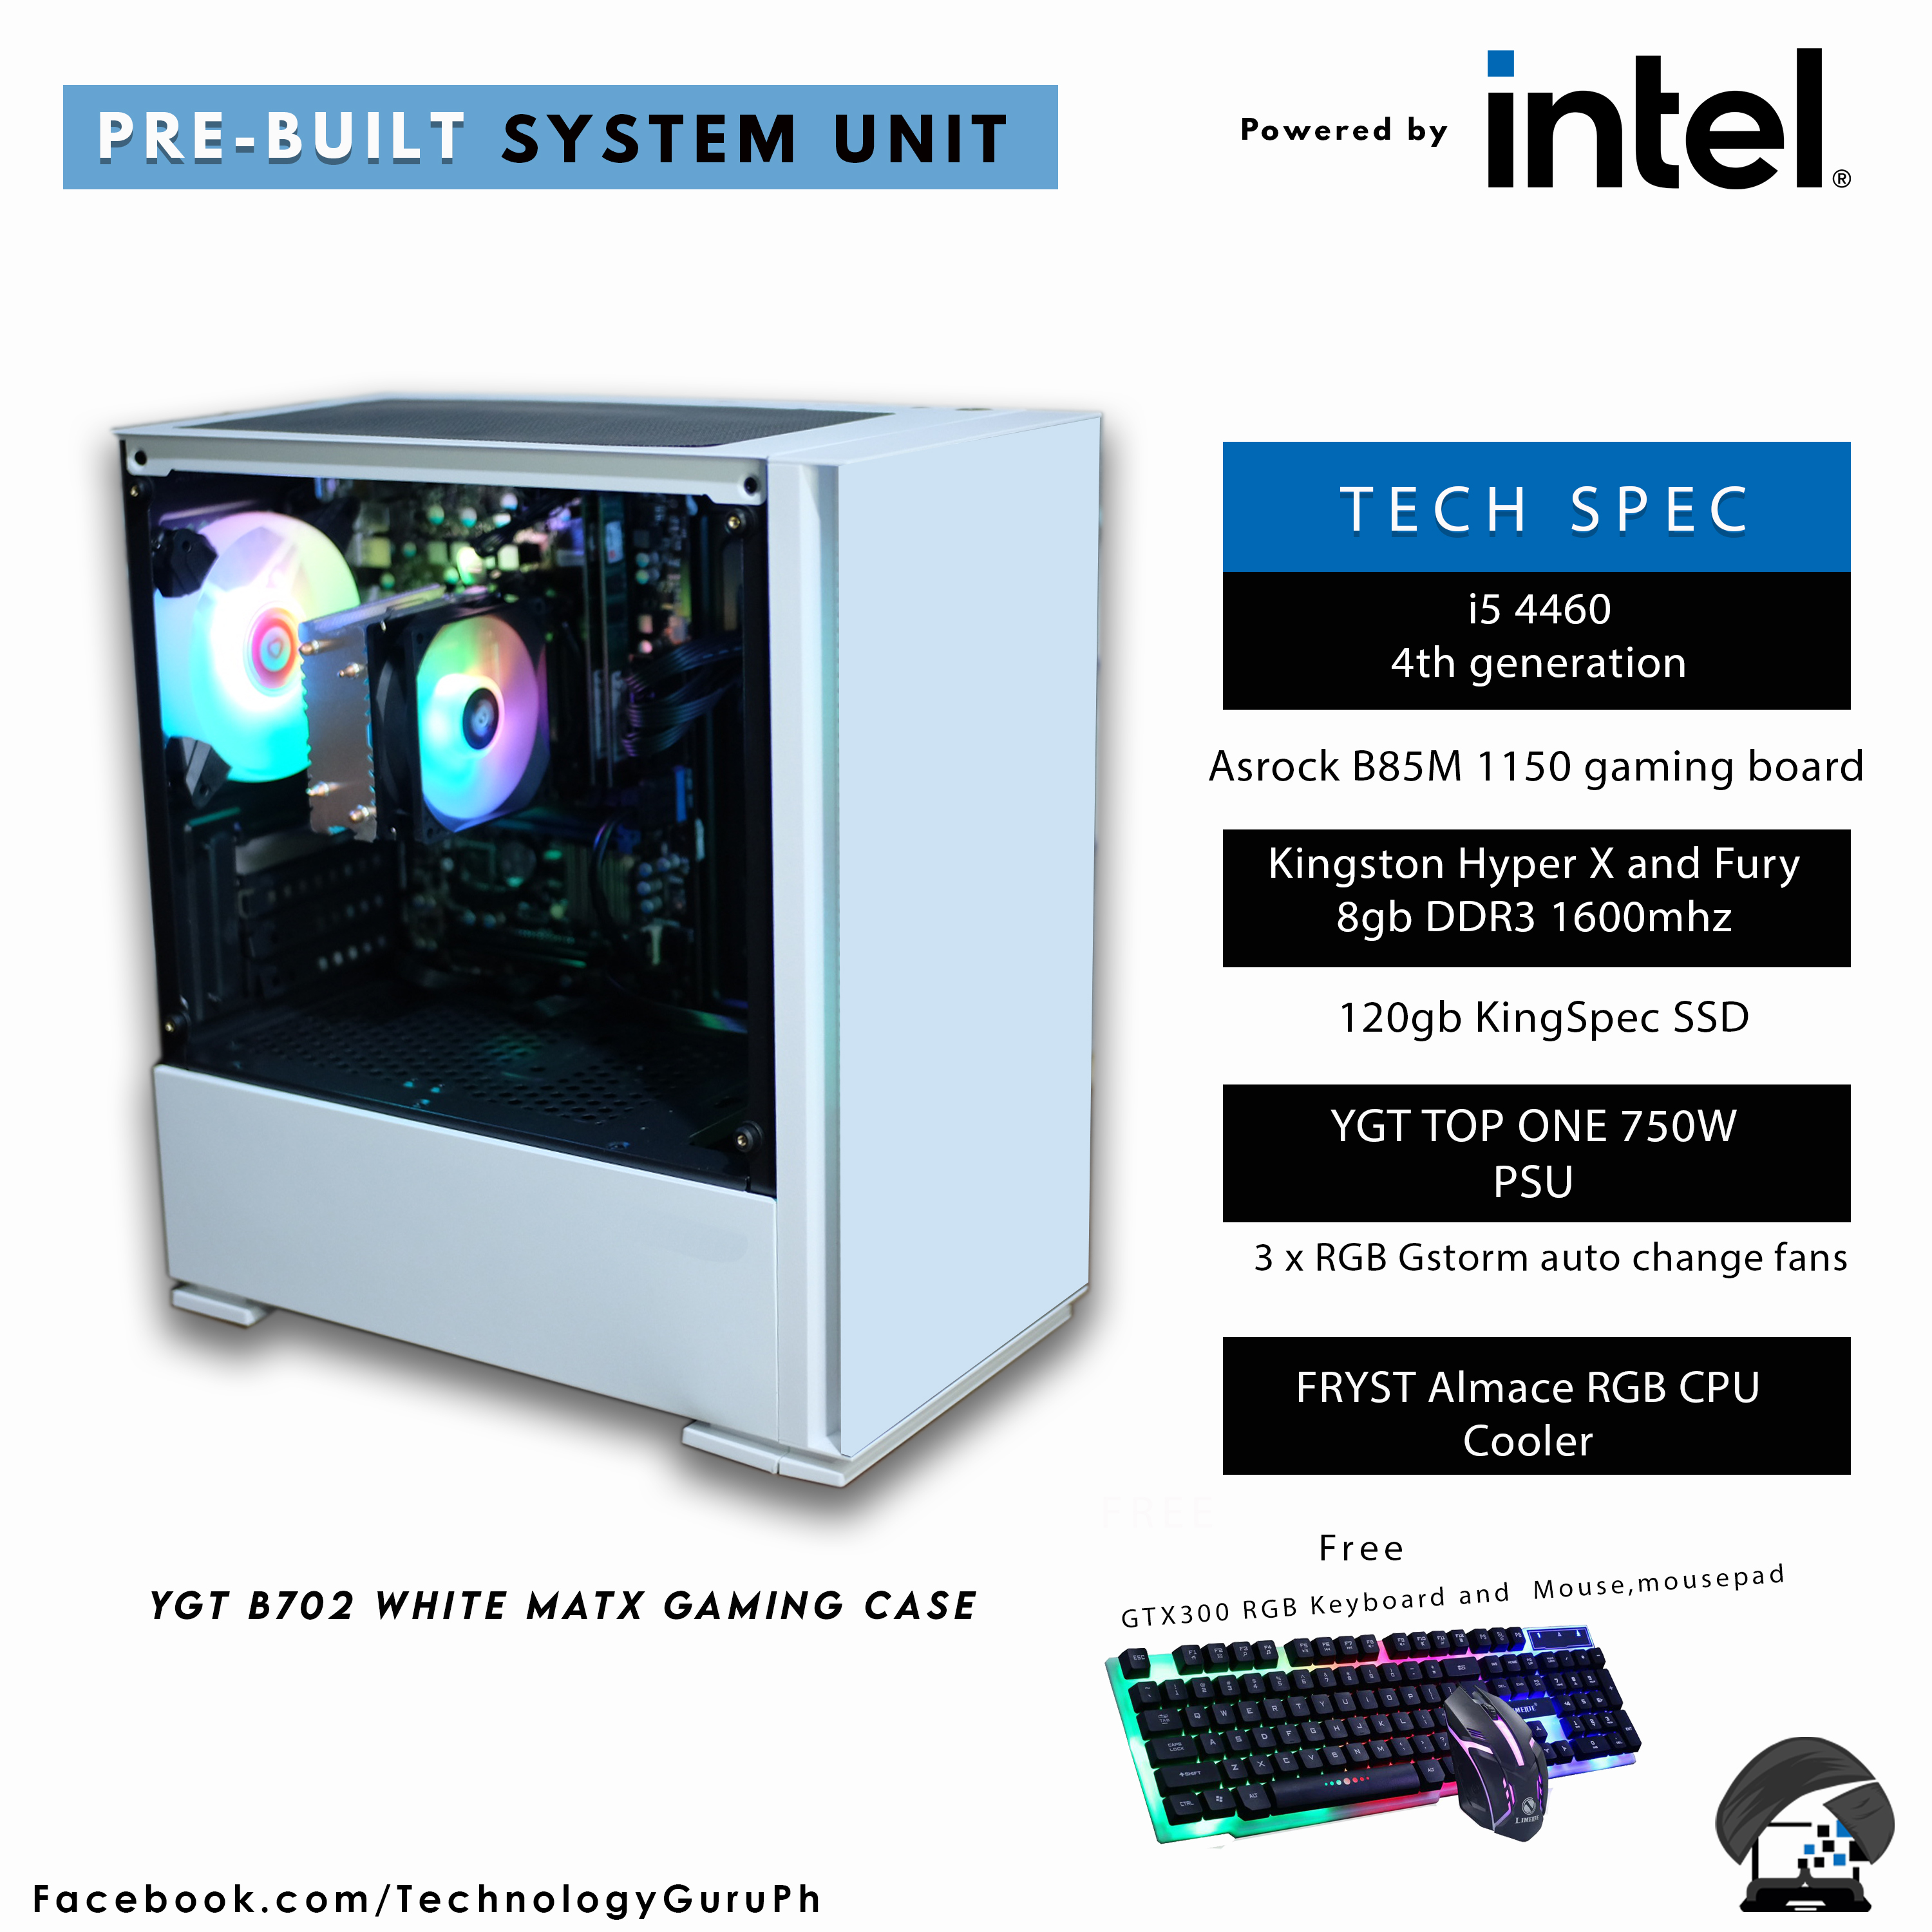 PRE-BUILT SYSTEM UNIT
Powered by intel®
TECH SPEC
i5 4460
4th generation
Asrock B85M 1150 gaming board
Kingston Hyper X and Fury
8gb DDR3 1600mhz
120gb KingSpec SSD
YGT TOP ONE 750W
PSU
3 x RGB Gstorm auto change fans
FRYST Almace RGB CPU
Cooler
FREE
Free
GTX300 RGB Keyboard and Mouse,mousepad
YGT B702 WHITE MATX GAMING CASE
LIMEIDE
Facebook.com/TechnologyGuruPh